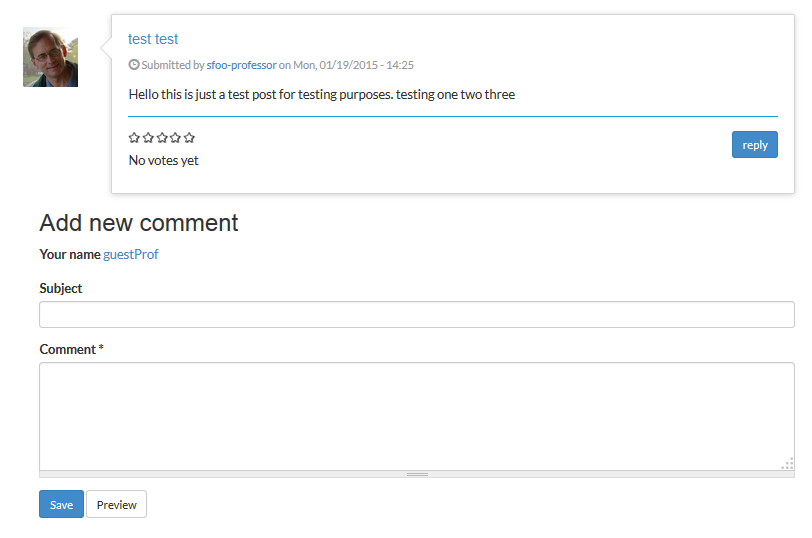 test test
Submitted by sfoo-professor on Mon, 01/19/2015 - 14:25
Hello this is just a test post for testing purposes. testing one two three
reply
No votes yet
Add new comment
Your name guestProf
Subject
Comment *
Save Preview